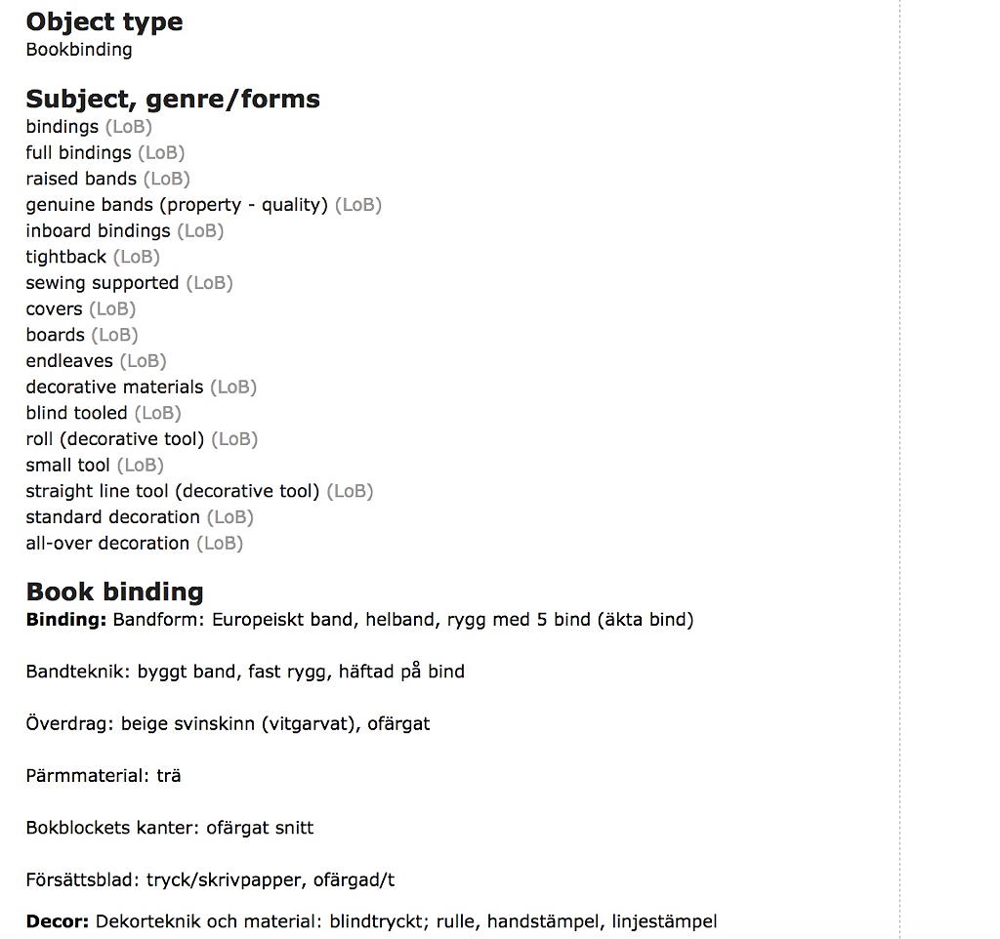 Object type
Bookbinding
Subject, genre/forms
bindings (LoB)
full bindings (LoB)
raised bands (LoB)
genuine bands (property - quality) (LoB)
inboard bindings (LoB)
tightback (LoB)
sewing supported (LoB)
covers (LoB)
boards (LoB)
endleaves (LoB)
decorative materials (LoB)
blind tooled (LoB)
roll (decorative tool) (LoB)
small tool (LoB)
straight line tool (decorative tool) (LoB)
standard decoration (LoB)
all-over decoration (LoB)
Book binding
Binding: Bandform: Europeiskt band, helband, rygg med 5 bind (äkta bind)
Bandteknik: byggt band, fast rygg, häftad på bind
Överdrag: beige svinskinn (vitgarvat), ofärgat
Pärmmaterial: trä
Bokblockets kanter: ofärgat snitt
Försättsblad: tryck/skrivpapper, ofärgad/t
Decor: Dekorteknik och material: blindtryckt; rulle, handstämpel, linjestämpel